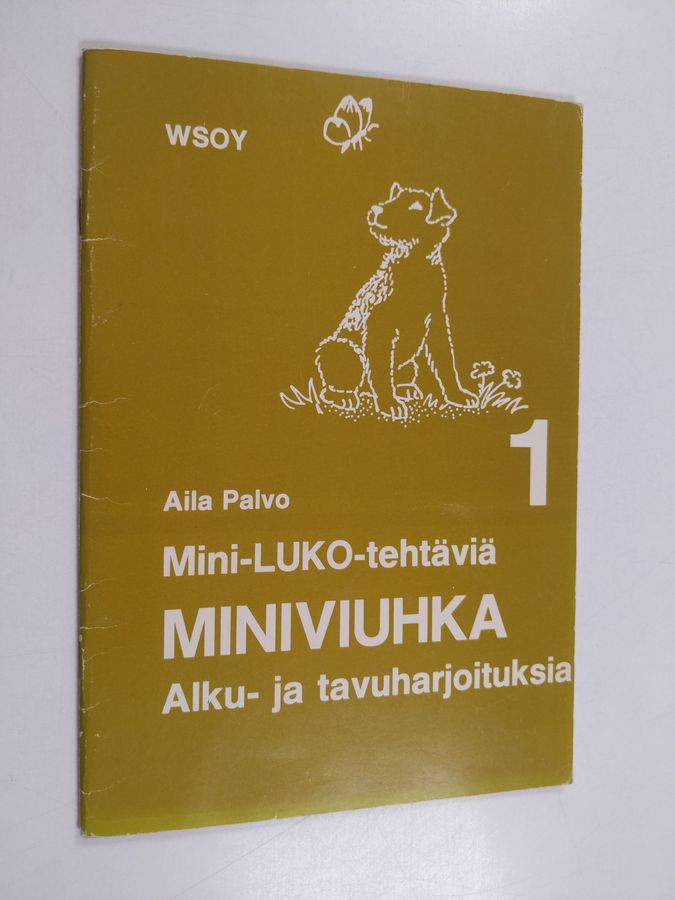 WSOY
1
Aila Palvo
Mini-LUKO-tehtäviä
MINIVIUHKA
Alku- ja tavuharjoituksia